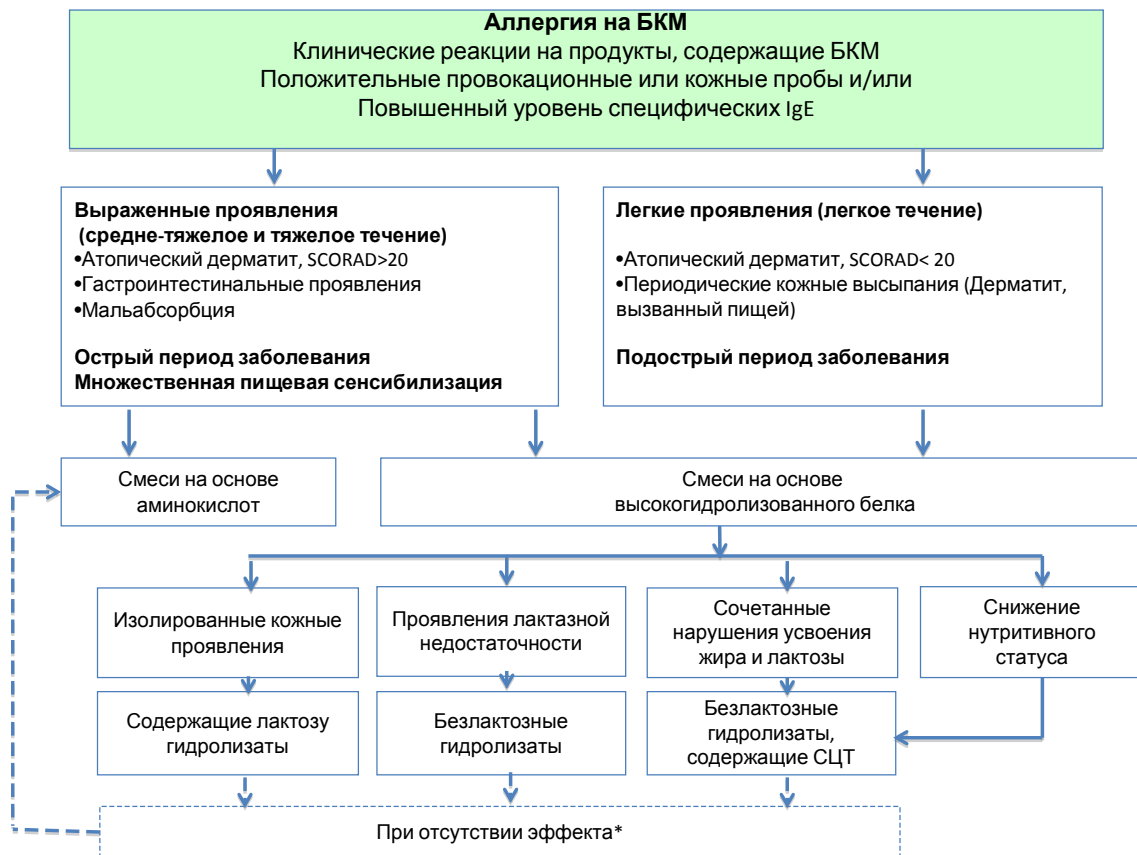 Аллергия на БКМ
Клинические реакции на продукты, содержащие БКМ
Положительные провокационные или кожные пробы и/или
Повышенный уровень специфических IgE
Выраженные проявления
(средне-тяжелое и тяжелое течение)
•Атопический дерматит, SCORAD>20
•Гастроинтестинальные проявления
•Мальабсорбция
Острый период заболевания
Множественная пищевая сенсибилизация
Легкие проявления (легкое течение)
•Атопический дерматит, SCORAD< 20
•Периодические кожные высыпания (Дерматит,
вызванный пищей)
Подострый период заболевания
Смеси на основе
аминокислот
Смеси на основе
высокогидролизованного белка
Изолированные кожные
проявления
Проявления лактазной
недостаточности
Сочетанные
нарушения усвоения
жира и лактозы
Снижение
нутритивного
статуса
Содержащие лактозу
гидролизаты
Безлактозные
гидролизаты
Безлактозные
гидролизаты,
содержащие СЦТ
При отсутствии эффекта*